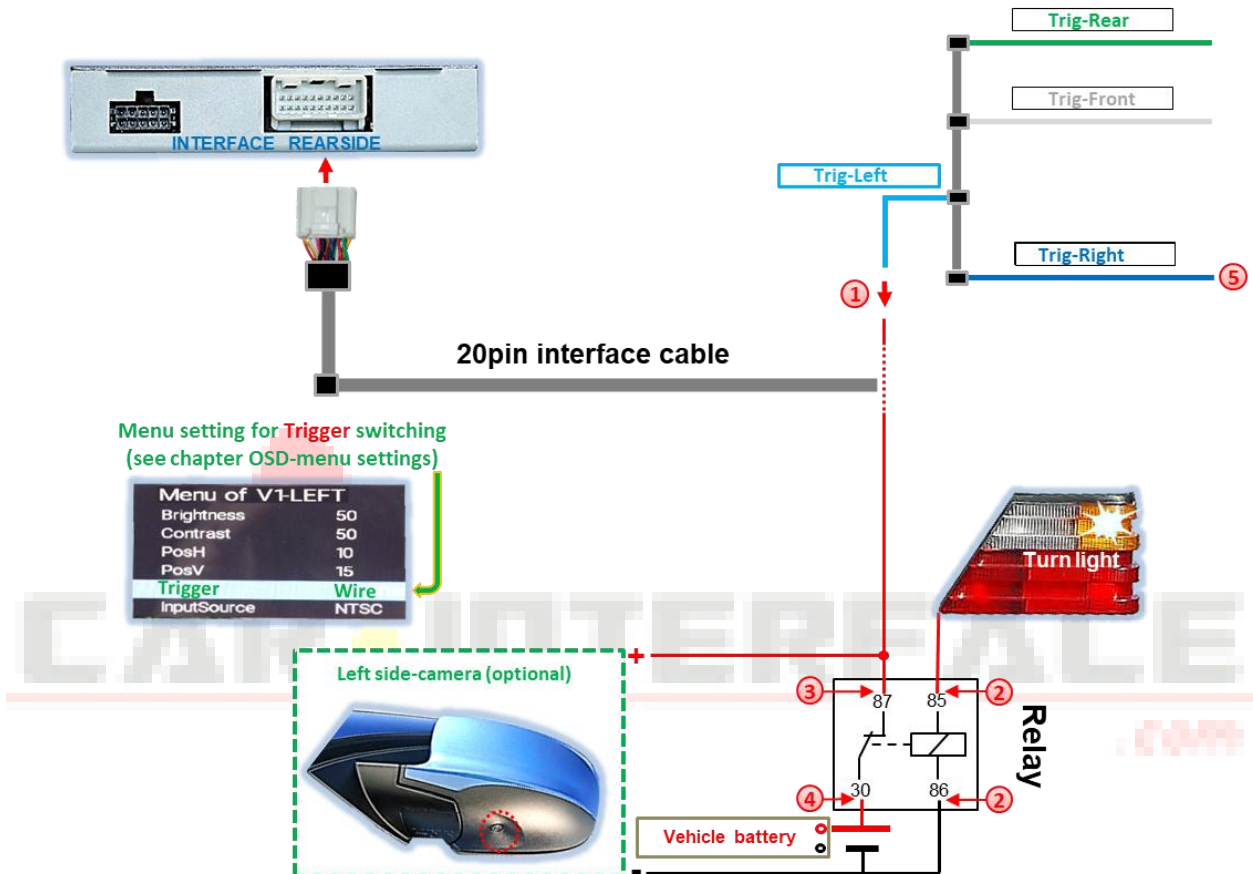 Trig-Rear
Trig-Front
INTERFACE REARSIDE
Trig-Left
Trig-Right
5
1
20pin interface cable
Menu setting for Trigger switching
(see chapter OSD-menu settings)
Menu of V1-LEFT
Brightness 50
Contrast 50
PosH 10
PosV 15
Trigger Wire
InputSource NTSC
Turn light
CAR INTERFACE
.com
+
Left side-camera (optional)
3
87
85
2
Relay
4
30
86
2
Vehicle battery
-